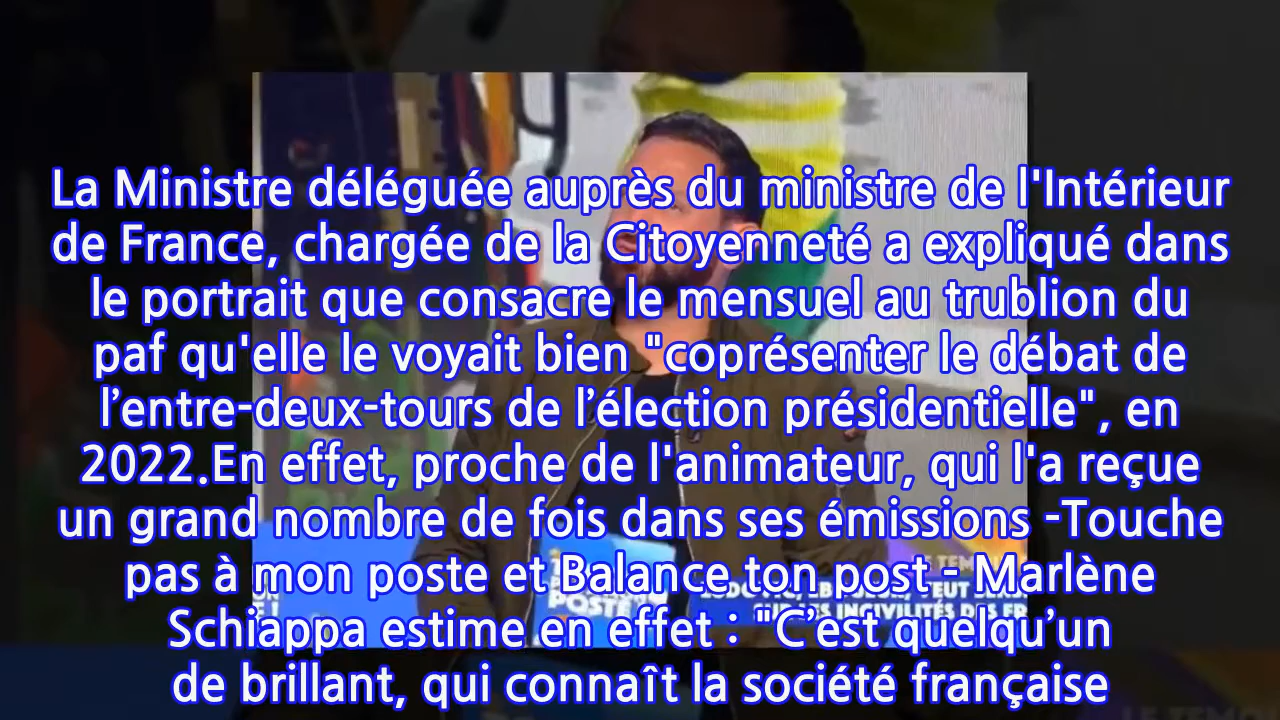 La Ministre déléguée auprès du ministre de l'Intérieur
de France, chargée de la Citoyenneté a expliqué dans
le portrait que consacre le mensuel au trublion du
paf qu'elle le voyait bien "coprésenter le débat de
l’entre-deux-tours de l’élection présidentielle", en
2022.En effet, proche de l'animateur, qui l'a reçue
un grand nombre de fois dans ses émissions -Touche
pas à mon poste et Balance ton post - Marlène
Schiappa estime en effet : "C’est quelqu’un
de brillant, qui connaît la société française
POSTE
INCIVILITÉS DES FR